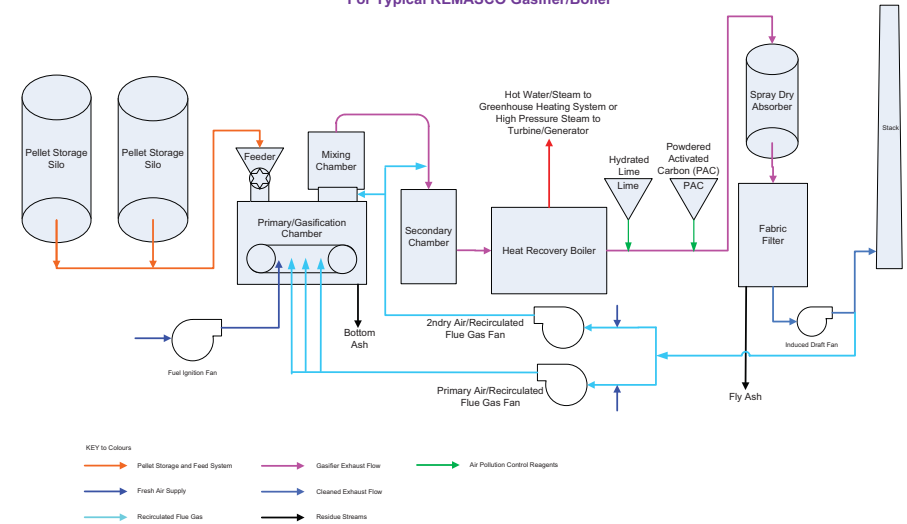 For Typical REMASCO Gasifier/Boiler
Pellet Storage
Silo
Pellet Storage
Silo
Feeder
Mixing
Chamber
Primary/Gasification
Chamber
Secondary
Chamber
Hot Water/Steam to
Greenhouse Heating System or
High Pressure Steam to
Turbine/Generator
Heat Recovery Boiler
Hydrated
Lime
Lime
Powdered
Activated
Carbon (PAC)
PAC
Spray Dry
Absorber
Fabric
Filter
Stack
Bottom
Ash
2ndry Air/Recirculated
Flue Gas Fan
Primary Air/Recirculated
Flue Gas Fan
Fuel Ignition Fan
Induced Draft Fan
Fly Ash
KEY to Colours
Pellet Storage and Feed System
Gasifier Exhaust Flow
Air Pollution Control Reagents
Fresh Air Supply
Cleaned Exhaust Flow
Recirculated Flue Gas
Residue Streams